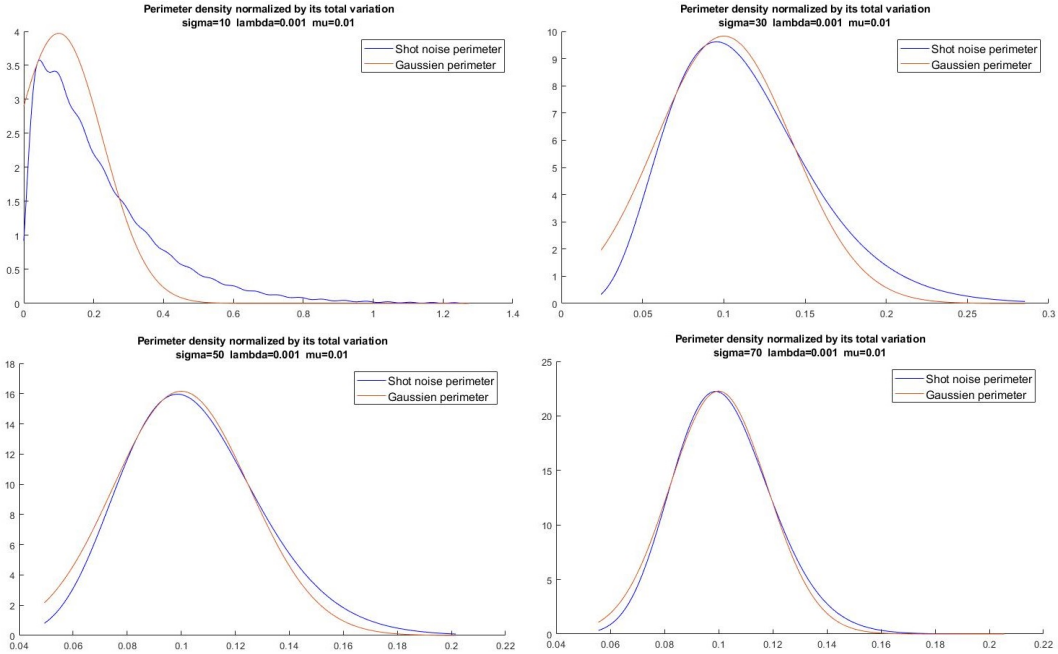 Perimeter density normalized by its total variation
sigma=10 lambda=0.001 mu=0.01
4
3.5
3
2.5
2
1.5
1
0.5
0
0 0.2 0.4 0.6 0.8 1 1.2 1.4
Shot noise perimeter
Gaussien perimeter
Perimeter density normalized by its total variation
sigma=30 lambda=0.001 mu=0.01
10
9
8
7
6
5
4
3
2
1
0
0.05 0.1 0.15 0.2 0.25 0.3
Shot noise perimeter
Gaussien perimeter
Perimeter density normalized by its total variation
sigma=50 lambda=0.001 mu=0.01
18
16
14
12
10
8
6
4
2
0
0.04 0.06 0.08 0.1 0.12 0.14 0.16 0.18 0.2 0.22
Shot noise perimeter
Gaussien perimeter
Perimeter density normalized by its total variation
sigma=70 lambda=0.001 mu=0.01
25
20
15
10
5
0
0.04 0.06 0.08 0.1 0.12 0.14 0.16 0.18 0.2 0.22
Shot noise perimeter
Gaussien perimeter